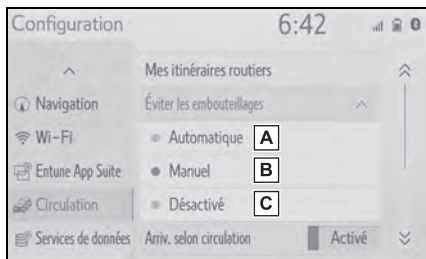 Configuration 6:42 0
Mes itinéraires routiers
Navigation
Éviter les embouteillages
Wi-Fi
Automatique A
Entune App Suite
Manuel B
Circulation
Désactivé C
Services de données
Arriv. selon circulation Activé